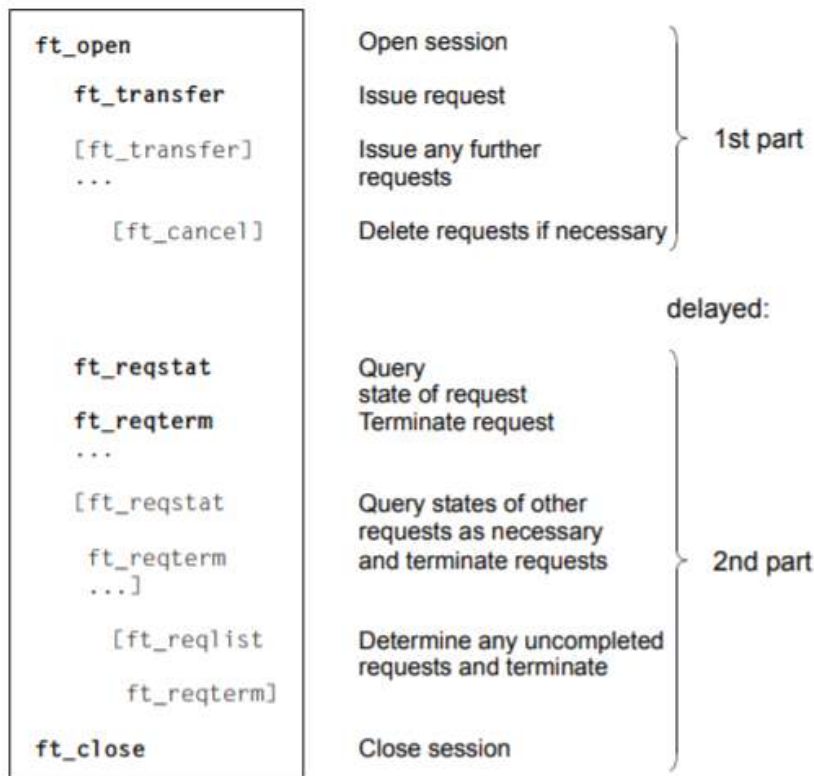 ft_open Open session
ft_transfer Issue request
[ft_transfer] Issue any further
... requests
1st part
[ft_cancel] Delete requests if necessary
delayed:
ft_reqstat Query
state of request
ft_reqterm Terminate request
...
[ft_reqstat Query states of other
requests as necessary
ft_reqterm and terminate requests
...]
2nd part
[ft_reqlist Determine any uncompleted
requests and terminate
ft_reqterm]
ft_close Close session